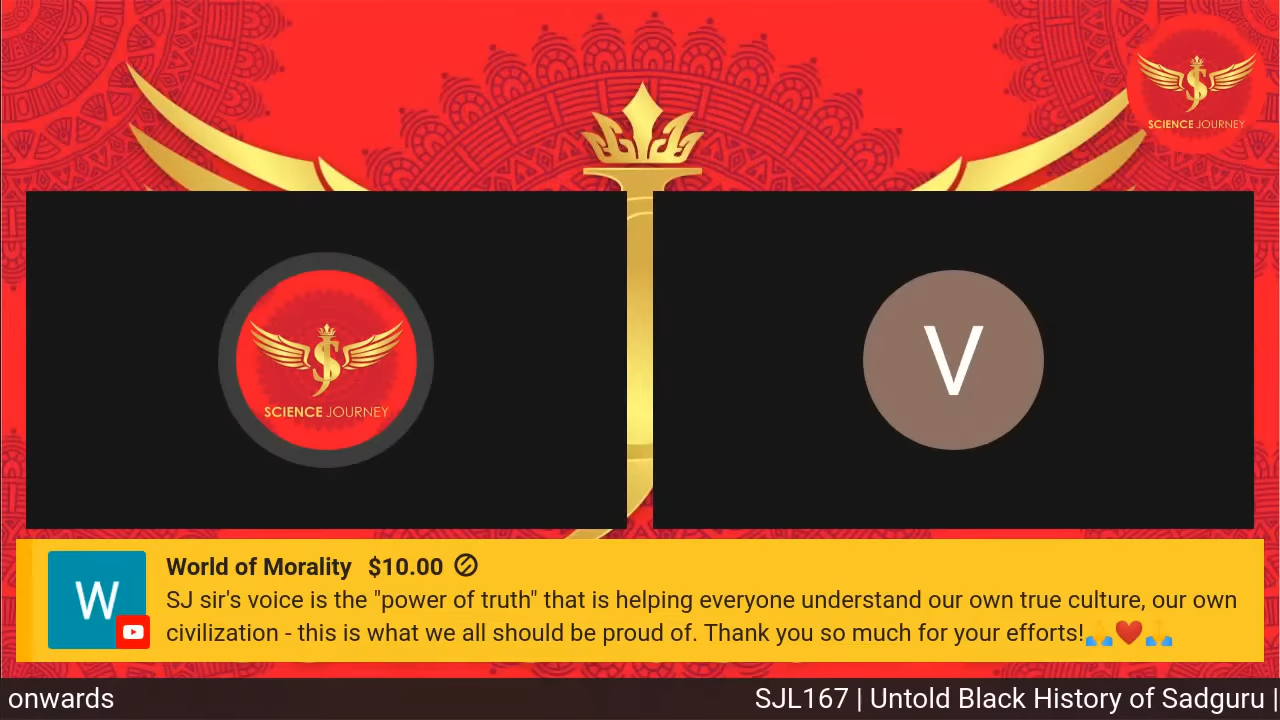 SCIENCE JOURNEY
SCIENCE JOURNEY
V
W
World of Morality $10.00
SJ sir's voice is the "power of truth" that is helping everyone understand our own true culture, our own
civilization - this is what we all should be proud of. Thank you so much for your efforts!🙏❤️🙏
onwards SJL167 | Untold Black History of Sadguru |